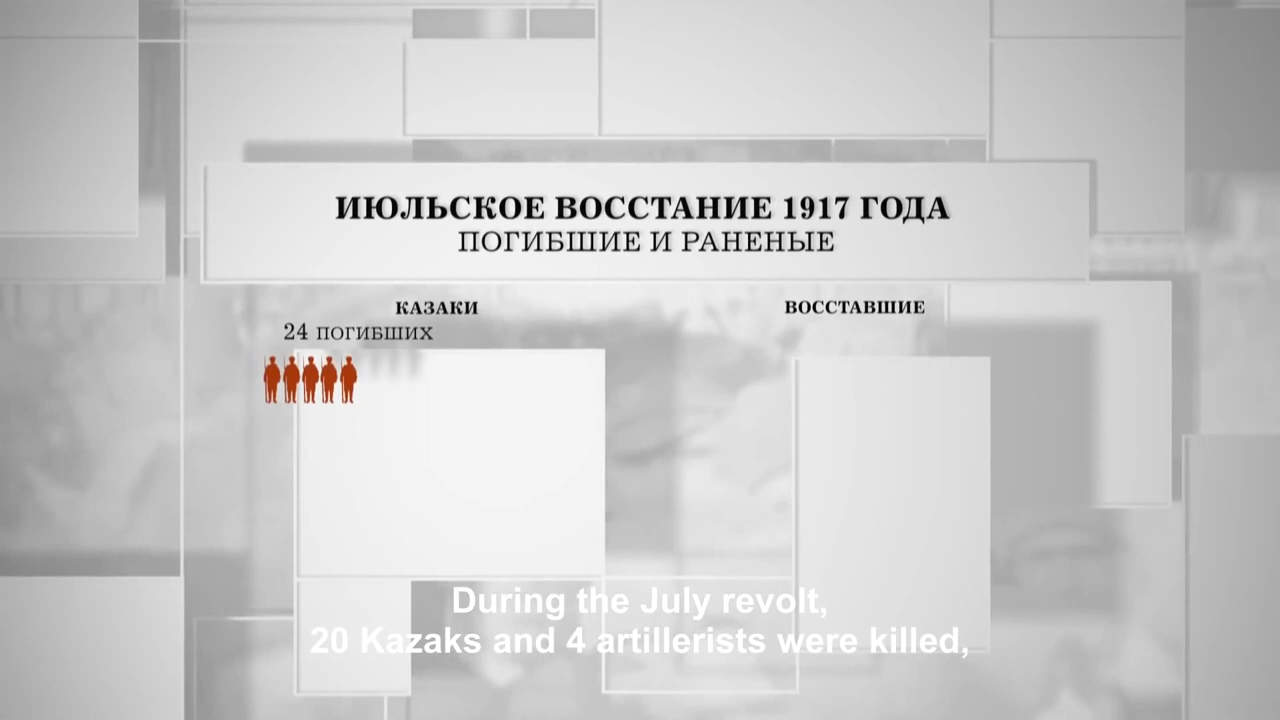 ИЮЛЬСКОЕ ВОССТАНИЕ 1917 ГОДА
ПОГИБШИЕ И РАНЕНЫЕ
КАЗАКИ
24 ПОГИБШИХ
ВОССТАВШИЕ
During the July revolt,
20 Kazaks and 4 artillerists were killed,